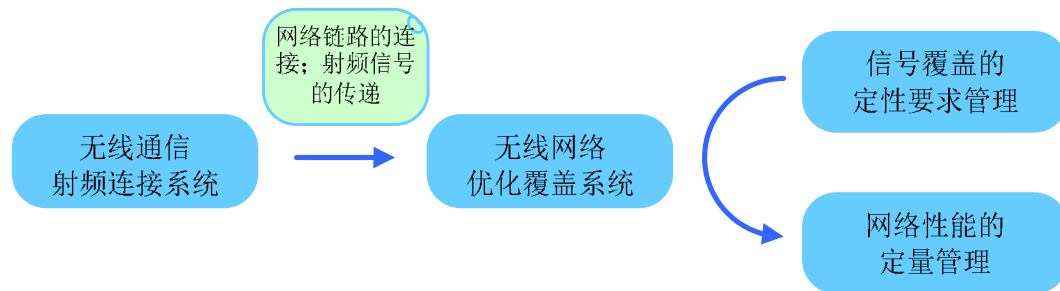 网络链路的连
接；射频信号
的传递
无线通信
射频连接系统
无线网络
优化覆盖系统
信号覆盖的
定性要求管理
网络性能的
定量管理